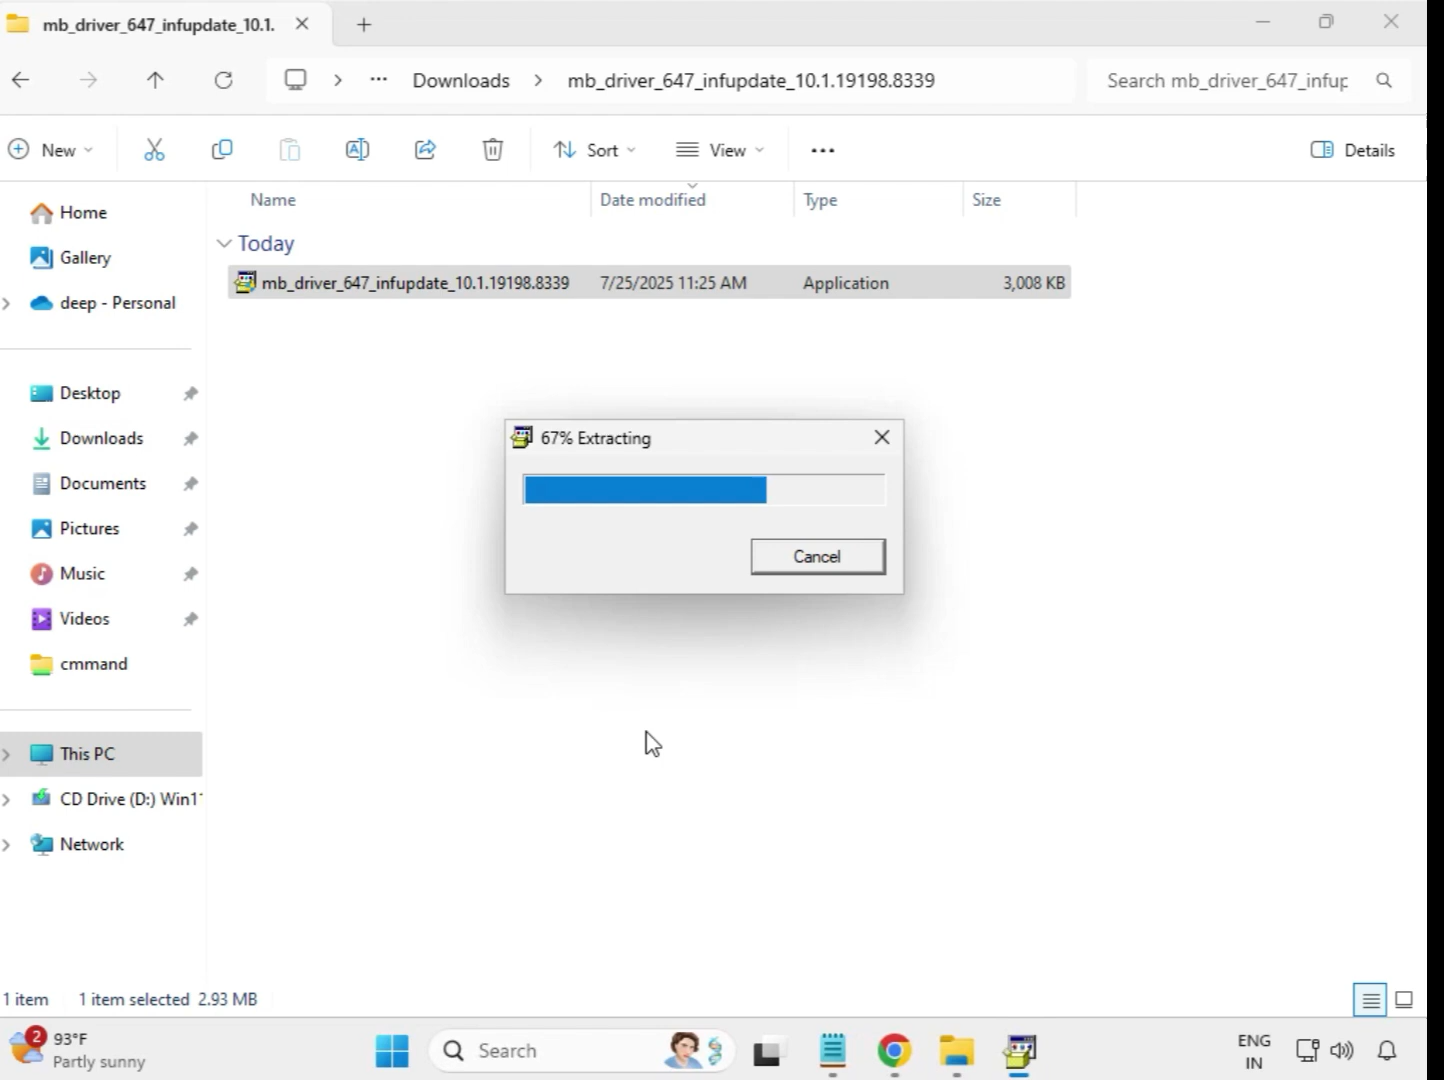 mb_driver_647_infupdate_10.1.
Downloads
mb_driver_647_infupdate_10.1.19198.8339
Search mb_driver_647_infup
New
Sort
View
Details
Name
Date modified
Type
Size
Today
mb_driver_647_infupdate_10.1.19198.8339
7/25/2025 11:25 AM
Application
3,008 KB
Home
Gallery
deep - Personal
Desktop
Downloads
Documents
Pictures
Music
Videos
cmmand
This PC
CD Drive (D:) Win1
Network
67% Extracting
Cancel
1 item
1 item selected 2.93 MB
2
93°F
Partly sunny
Search
ENG
IN